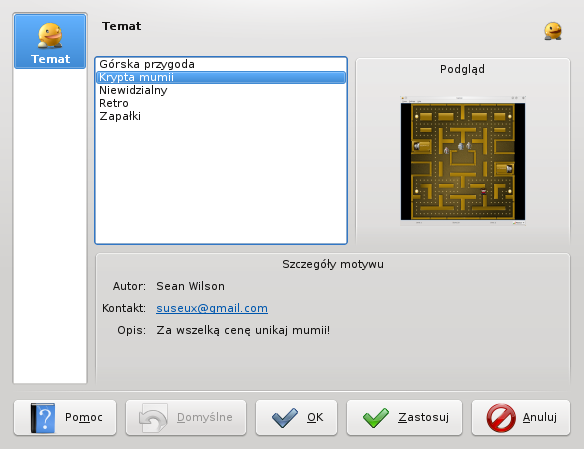 Temat
Temat
Górska przygoda
Krypta mumii
Niewidzialny
Retro
Zapałki
Podgląd
Szczegóły motywu
Autor: Sean Wilson
Kontakt: suseux@gmail.com
Opis: Za wszelką cenę unikaj mumii!
Pomoc
Domyślne
OK
Zastosuj
Anuluj